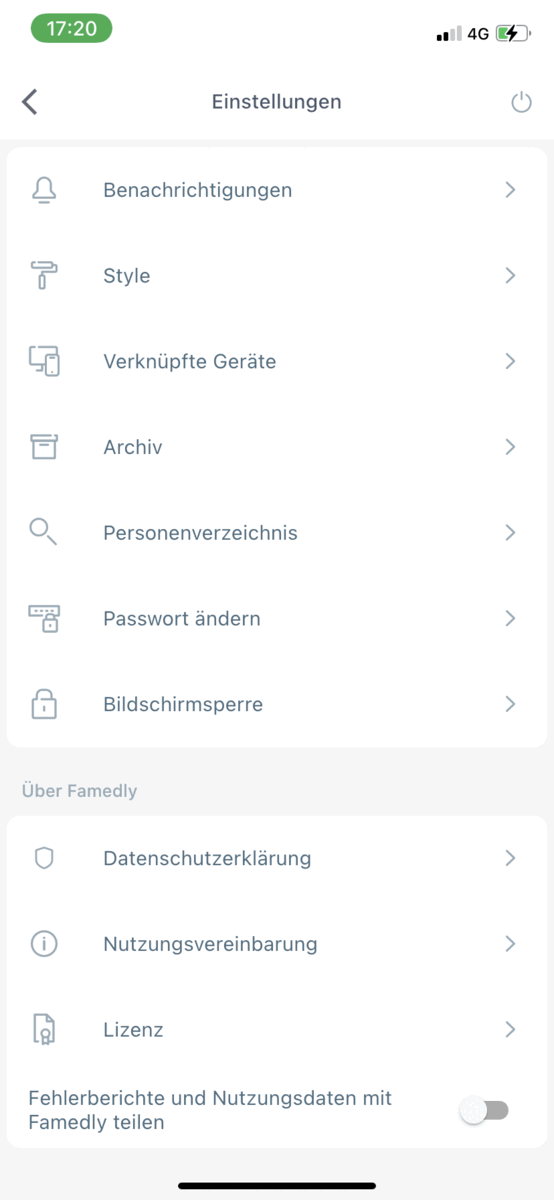 17:20
4G
Einstellungen
Benachrichtigungen
Style
Verknüpfte Geräte
Archiv
Personenverzeichnis
Passwort ändern
Bildschirmsperre
Über Famedly
Datenschutzerklärung
Nutzungsvereinbarung
Lizenz
Fehlerberichte und Nutzungsdaten mit
Famedly teilen